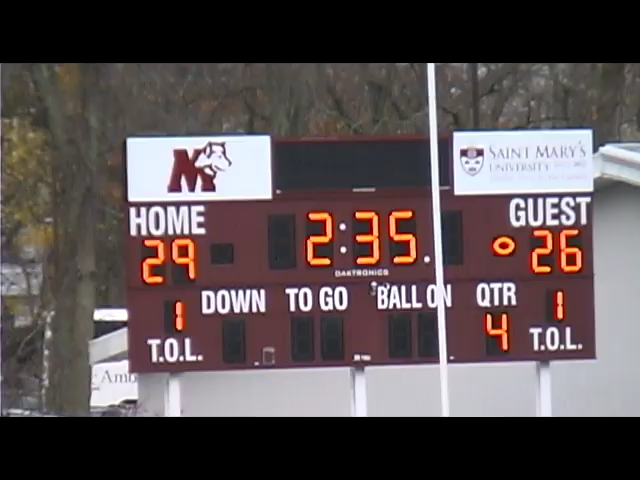 M
SAINT MARY'S
UNIVERSITY
HOME 2:35. GUEST
29 26
DAKTRONICS
DOWN TO GO BALL ON QTR
1 4 1
T.O.L. T.O.L.
Amb